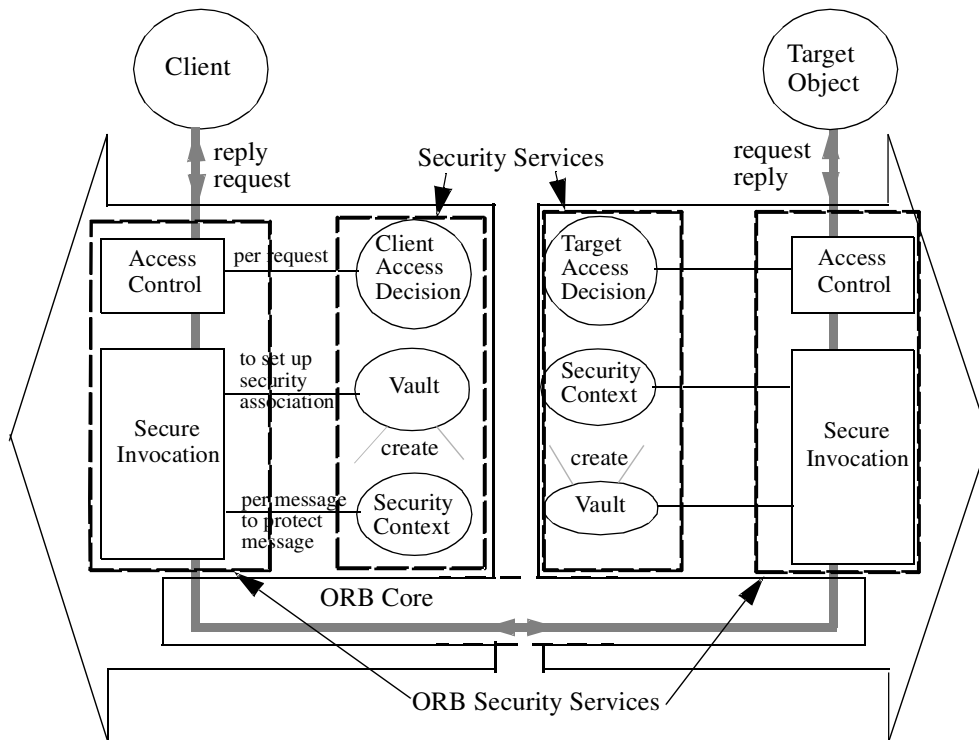 Client
Target
Object
reply
request
Security Services
request
reply
Access
Control
per request
Client
Access
Decision
Target
Access
Decision
Access
Control
to set up
security
association
Vault
Security
Context
Secure
Invocation
create
create
Secure
Invocation
per message
to protect
message
Security
Context
Vault
ORB Core
ORB Security Services